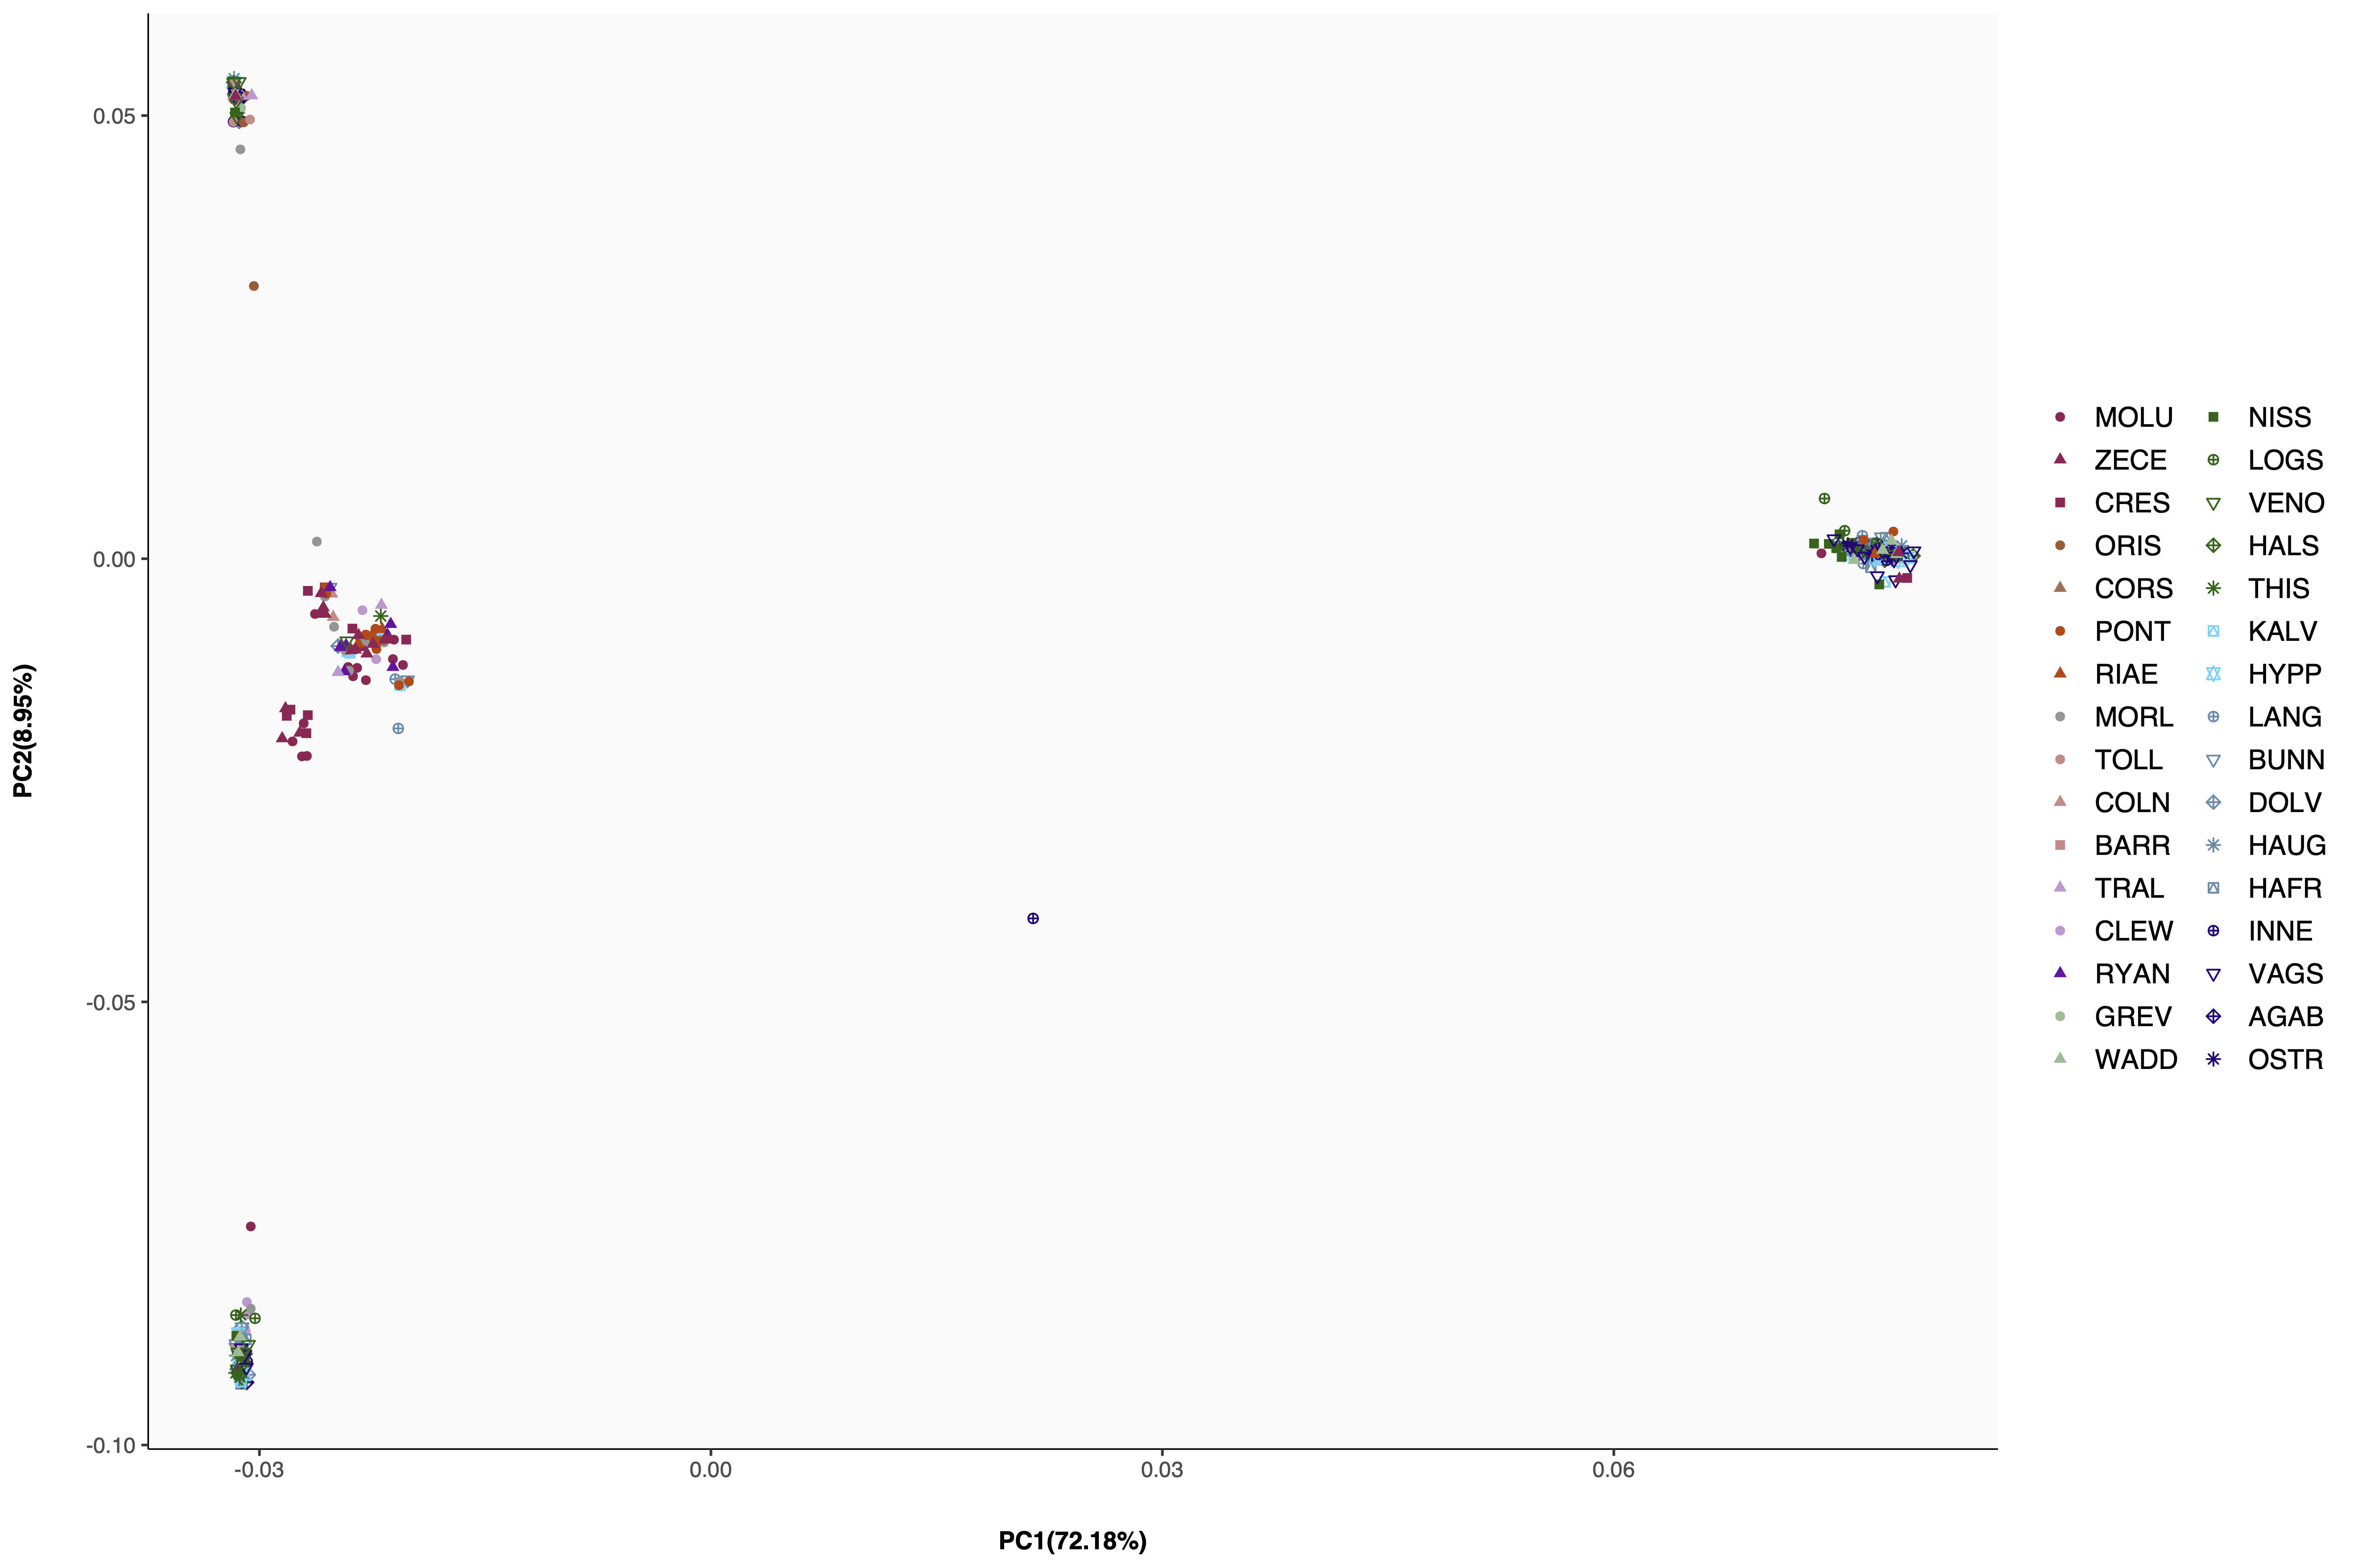 0.05
0.00
-0.05
-0.10
PC2(8.95%)
-0.03
0.00
0.03
0.06
PC1(72.18%)
MOLU
ZECE
CRES
ORIS
CORS
PONT
RIAE
MORL
TOLL
COLN
BARR
TRAL
CLEW
RYAN
GREV
WADD
NISS
LOGS
VENO
HALS
THIS
KALV
HYPP
LANG
BUNN
DOLV
HAUG
HAFR
INNE
VAGS
AGAB
OSTR